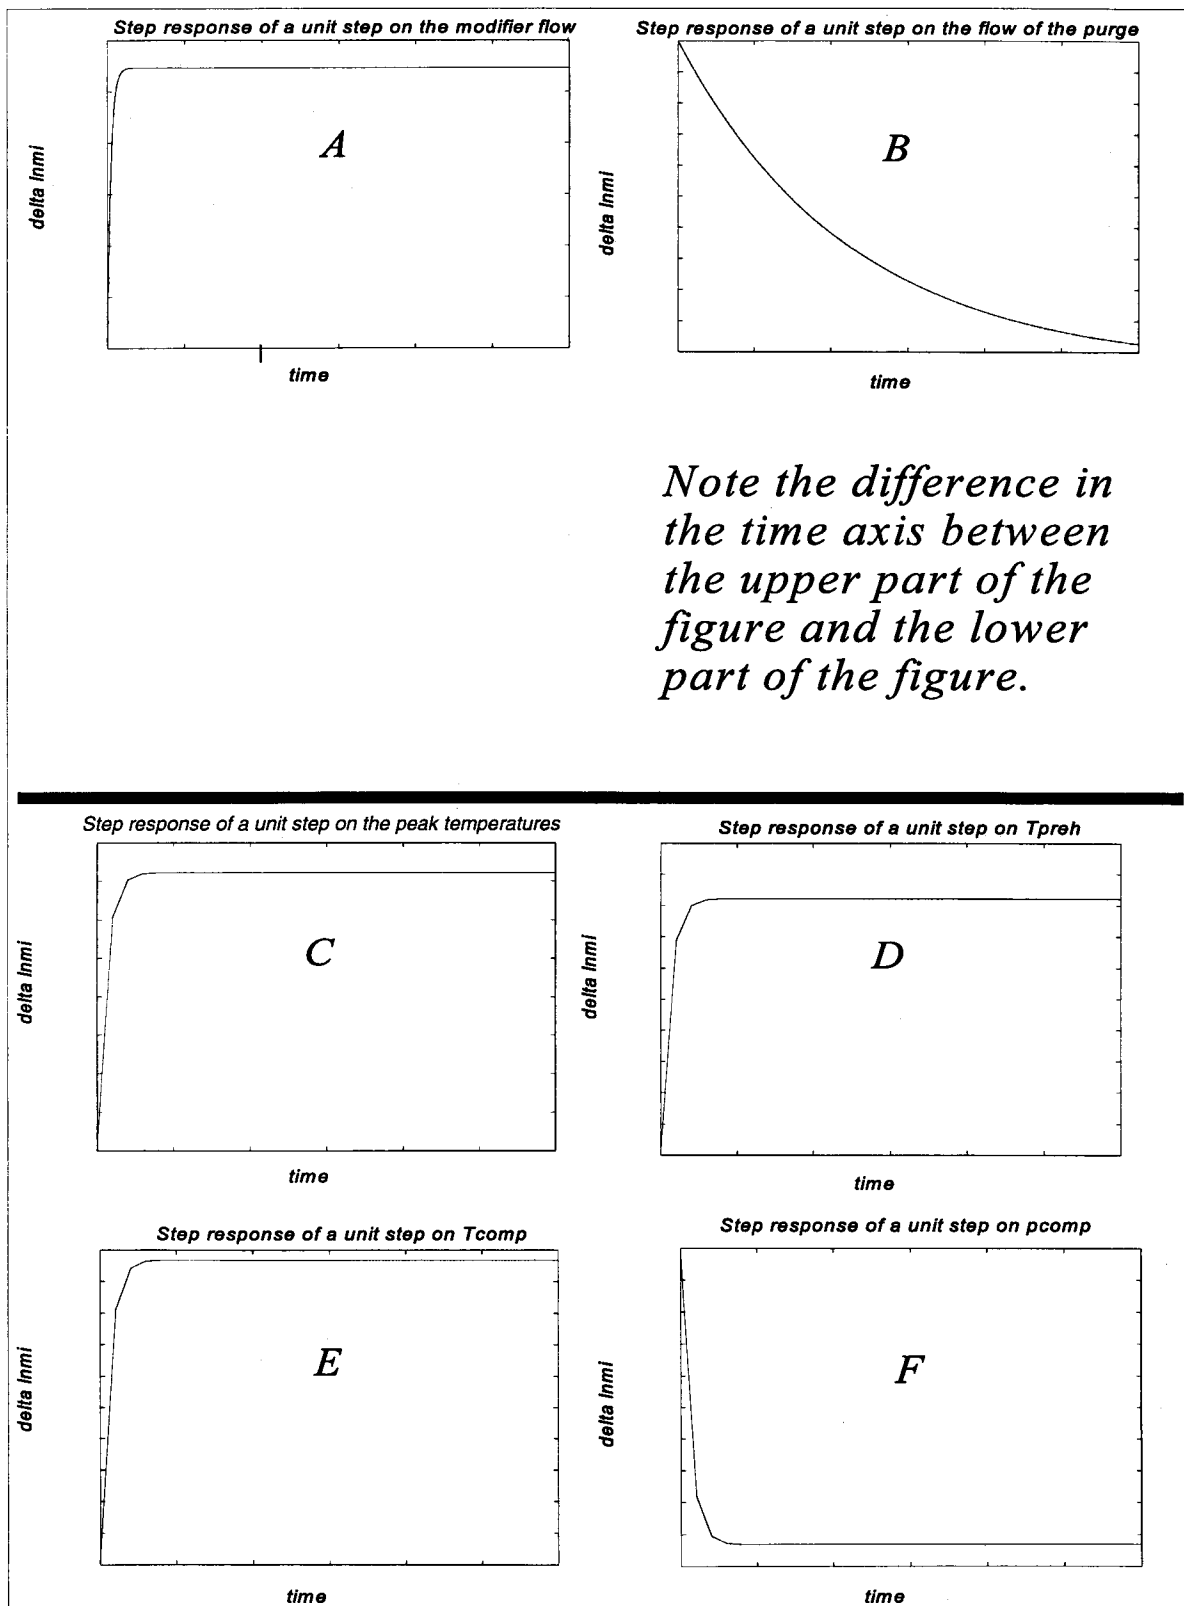 Step response of a unit step on the modifier flow
A
delta lnmi
time
Step response of a unit step on the flow of the purge
B
delta lnmi
time
Note the difference in
the time axis between
the upper part of the
figure and the lower
part of the figure.
Step response of a unit step on the peak temperatures
C
delta lnmi
time
Step response of a unit step on Tpreh
D
delta lnmi
time
Step response of a unit step on Tcomp
E
delta lnmi
time
Step response of a unit step on pcomp
F
delta lnmi
time